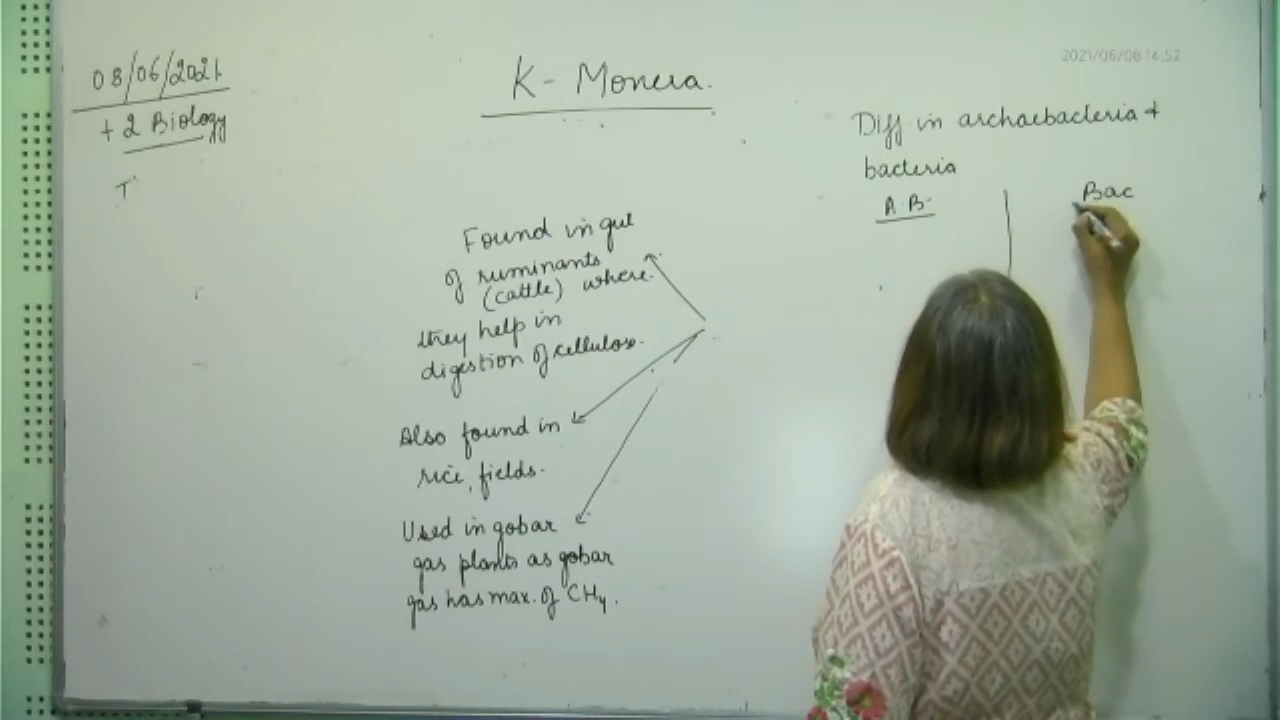 08/06/2021
+2 Biology
T
K - Monera.
2021/06/08 14:52
Found in gut
of ruminants
(cattle) where
they help in
digestion of cellulose.
Also found in
rice, fields.
Used in gobar
gas plants as gobar
gas has max. of CH4.
Diff in archaebacteria +
bacteria
A.B.
Bac